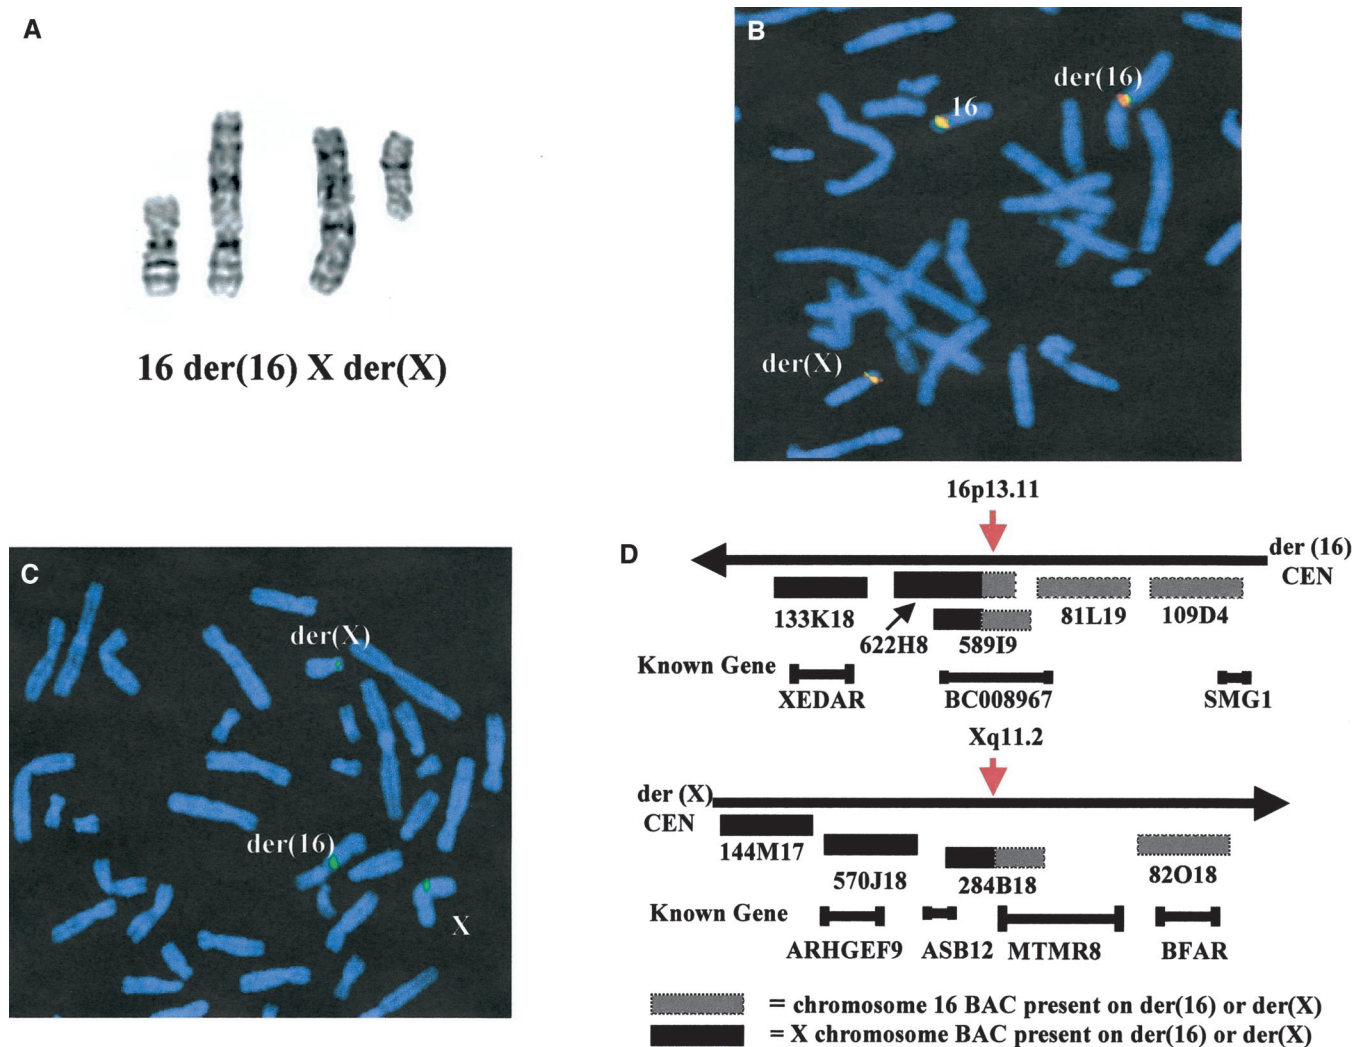 A
16 der(16) X der(X)
B
der(16)
16
der(X)
C
der(X)
der(16)
X
D
16p13.11
der (16)
CEN
133K18
622H8
589I9
81L19
109D4
Known Gene
XEDAR
BC008967
SMG1
Xq11.2
der (X)
CEN
144M17
570J18
284B18
82O18
Known Gene
ARHGEF9
ASB12
MTMR8
BFAR
= chromosome 16 BAC present on der(16) or der(X)
= X chromosome BAC present on der(16) or der(X)